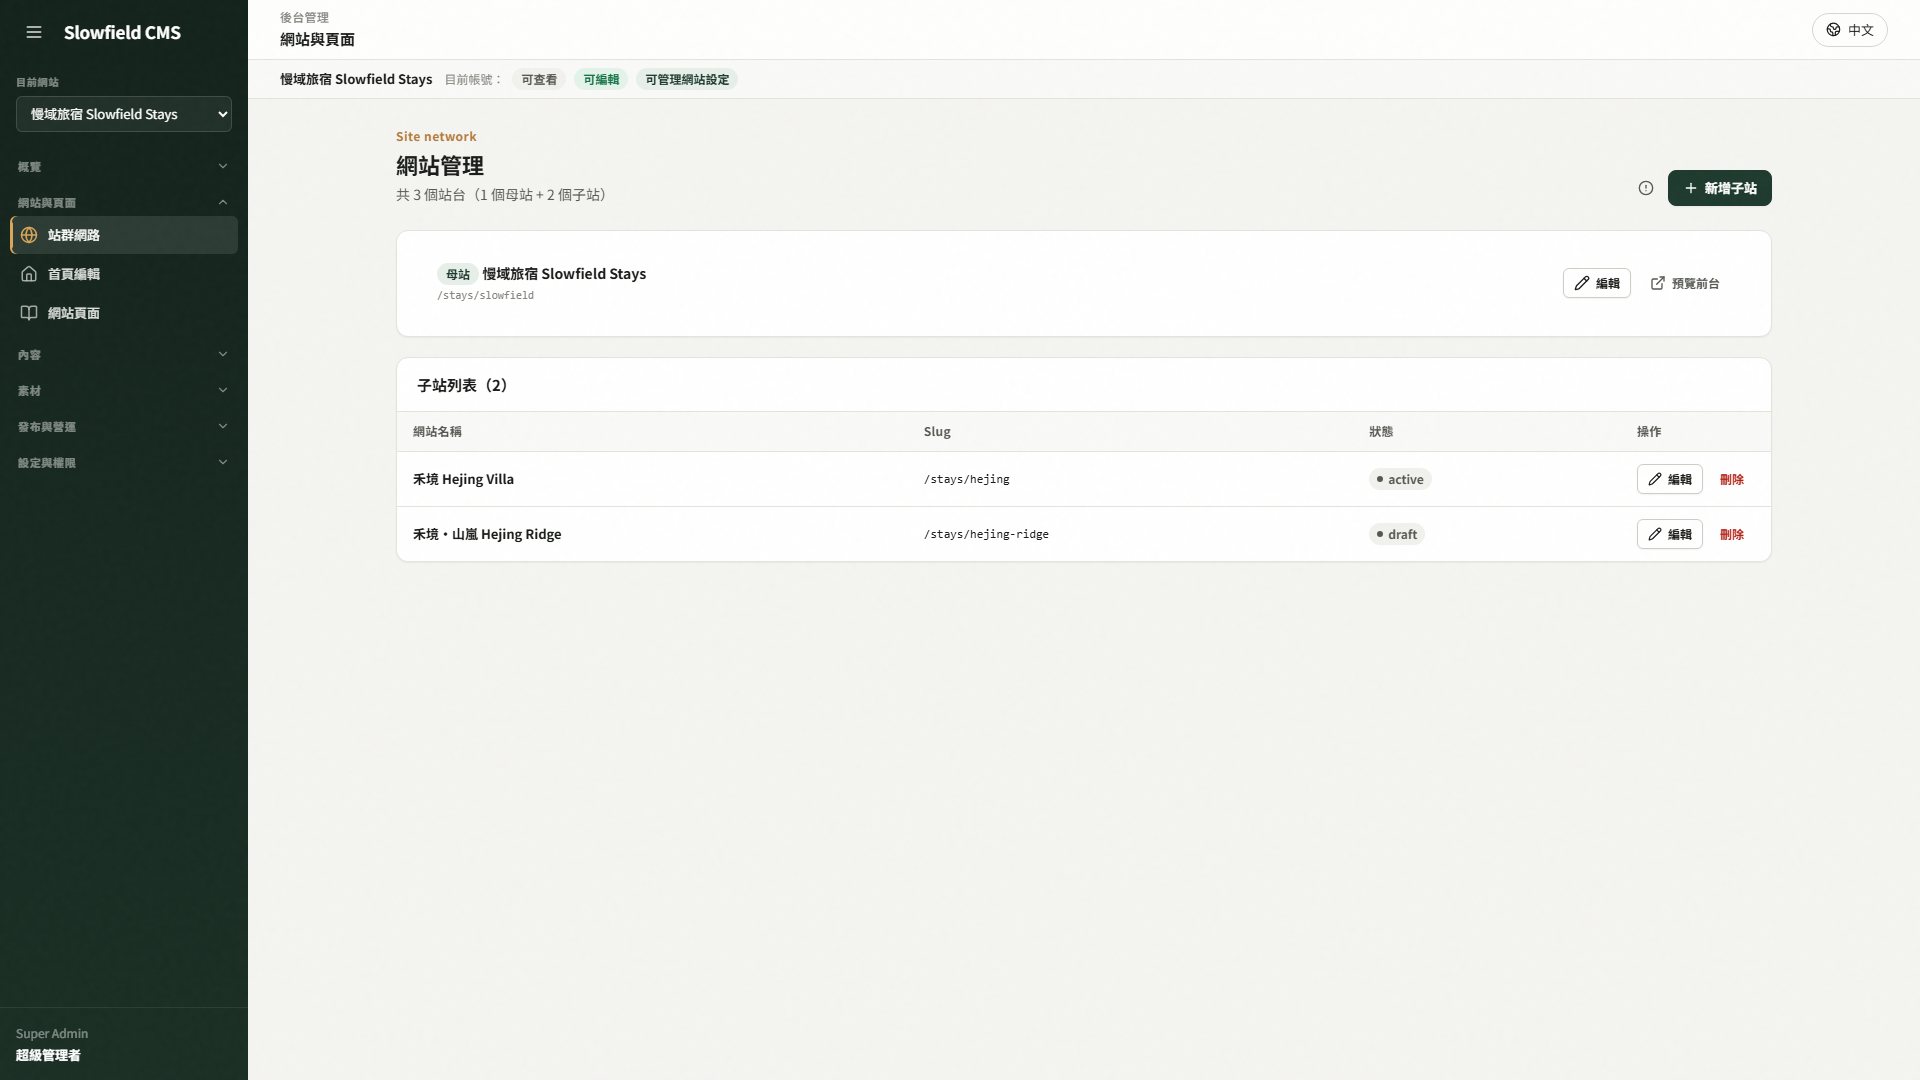 Slowfield CMS
目前網站
慢域旅宿 Slowfield Stays
概覽
網站與頁面
站群網路
首頁編輯
網站頁面
內容
素材
發布與營運
設定與權限
Super Admin
超級管理者
後台管理
網站與頁面
中文
慢域旅宿 Slowfield Stays 目前帳號： 可查看 可編輯 可管理網站設定
Site network
網站管理
共 3 個站台（1 個母站 + 2 個子站）
新增子站
母站 慢域旅宿 Slowfield Stays
/stays/slowfield
編輯 預覽前台
子站列表（2）
網站名稱 Slug 狀態 操作
禾境 Hejing Villa /stays/hejing active 編輯 刪除
禾境・山嵐 Hejing Ridge /stays/hejing-ridge draft 編輯 刪除